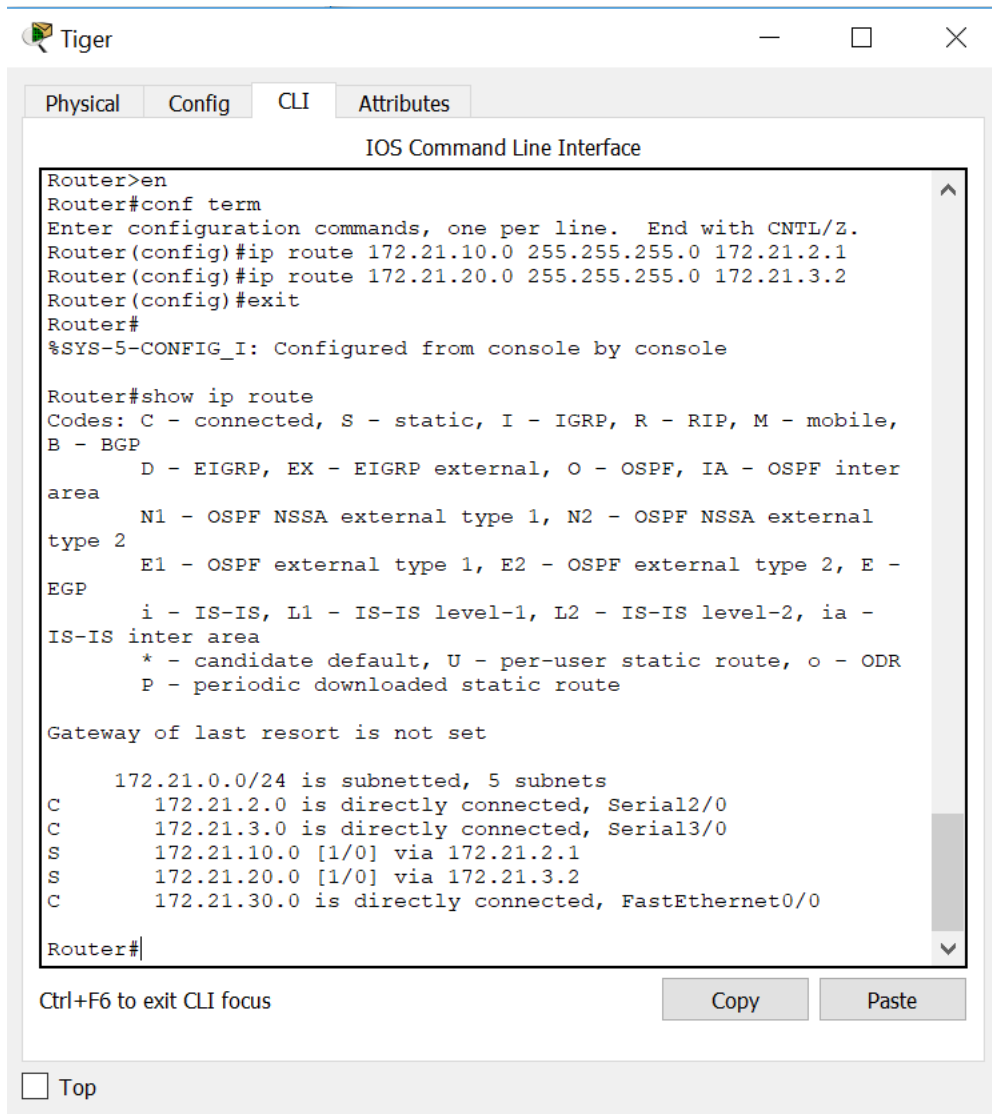 Tiger
Physical Config CLI Attributes
IOS Command Line Interface
Router>en
Router#conf term
Enter configuration commands, one per line.  End with CNTL/Z.
Router(config)#ip route 172.21.10.0 255.255.255.0 172.21.2.1
Router(config)#ip route 172.21.20.0 255.255.255.0 172.21.3.2
Router(config)#exit
Router#
%SYS-5-CONFIG_I: Configured from console by console
Router#show ip route
Codes: C - connected, S - static, I - IGRP, R - RIP, M - mobile,
B - BGP
       D - EIGRP, EX - EIGRP external, O - OSPF, IA - OSPF inter
area
       N1 - OSPF NSSA external type 1, N2 - OSPF NSSA external
type 2
       E1 - OSPF external type 1, E2 - OSPF external type 2, E -
EGP
       i - IS-IS, L1 - IS-IS level-1, L2 - IS-IS level-2, ia -
IS-IS inter area
       * - candidate default, U - per-user static route, o - ODR
       P - periodic downloaded static route
Gateway of last resort is not set
     172.21.0.0/24 is subnetted, 5 subnets
C       172.21.2.0 is directly connected, Serial2/0
C       172.21.3.0 is directly connected, Serial3/0
S       172.21.10.0 [1/0] via 172.21.2.1
S       172.21.20.0 [1/0] via 172.21.3.2
C       172.21.30.0 is directly connected, FastEthernet0/0
Router#
Ctrl+F6 to exit CLI focus Copy Paste
Top